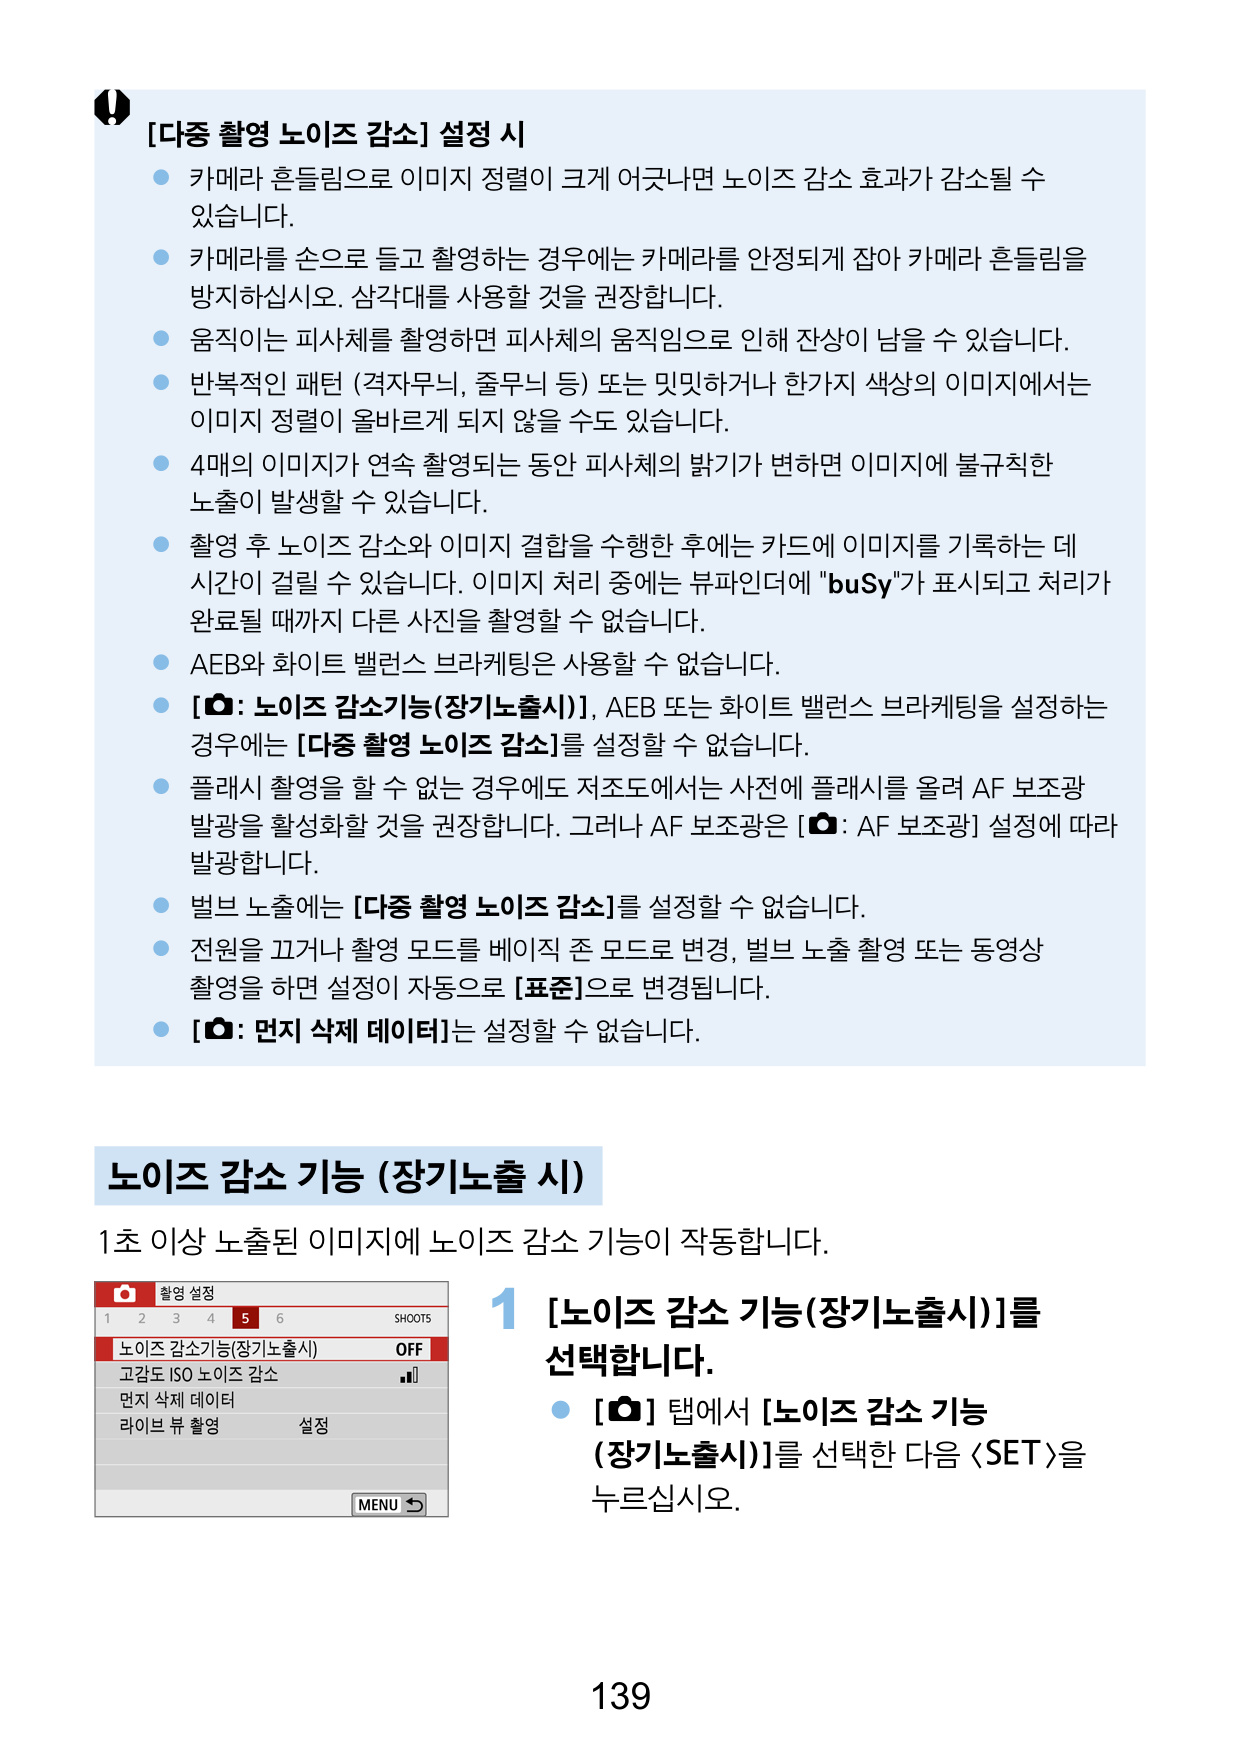 [다중 촬영 노이즈 감소] 설정 시
● 카메라 흔들림으로 이미지 정렬이 크게 어긋나면 노이즈 감소 효과가 감소될 수
있습니다.
● 카메라를 손으로 들고 촬영하는 경우에는 카메라를 안정되게 잡아 카메라 흔들림을
방지하십시오. 삼각대를 사용할 것을 권장합니다.
● 움직이는 피사체를 촬영하면 피사체의 움직임으로 인해 잔상이 남을 수 있습니다.
● 반복적인 패턴 (격자무늬, 줄무늬 등) 또는 밋밋하거나 한가지 색상의 이미지에서는
이미지 정렬이 올바르게 되지 않을 수도 있습니다.
● 4매의 이미지가 연속 촬영되는 동안 피사체의 밝기가 변하면 이미지에 불규칙한
노출이 발생할 수 있습니다.
● 촬영 후 노이즈 감소와 이미지 결합을 수행한 후에는 카드에 이미지를 기록하는 데
시간이 걸릴 수 있습니다. 이미지 처리 중에는 뷰파인더에 "buSy"가 표시되고 처리가
완료될 때까지 다른 사진을 촬영할 수 없습니다.
● AEB와 화이트 밸런스 브라케팅은 사용할 수 없습니다.
● [: 노이즈 감소기능(장기노출시)], AEB 또는 화이트 밸런스 브라케팅을 설정하는
경우에는 [다중 촬영 노이즈 감소]를 설정할 수 없습니다.
● 플래시 촬영을 할 수 없는 경우에도 저조도에서는 사전에 플래시를 올려 AF 보조광
발광을 활성화할 것을 권장합니다. 그러나 AF 보조광은 [: AF 보조광] 설정에 따라
발광합니다.
● 벌브 노출에는 [다중 촬영 노이즈 감소]를 설정할 수 없습니다.
● 전원을 끄거나 촬영 모드를 베이직 존 모드로 변경, 벌브 노출 촬영 또는 동영상
촬영을 하면 설정이 자동으로 [표준]으로 변경됩니다.
● [: 먼지 삭제 데이터]는 설정할 수 없습니다.
노이즈 감소 기능 (장기노출 시)
1초 이상 노출된 이미지에 노이즈 감소 기능이 작동합니다.
촬영 설정
1 2 3 4 5 6 SHOOT5
노이즈 감소기능(장기노출시) OFF
고감도 ISO 노이즈 감소
먼지 삭제 데이터
라이브 뷰 촬영 설정
MENU
1 [노이즈 감소 기능(장기노출시)]를
선택합니다.
● [] 탭에서 [노이즈 감소 기능
(장기노출시)]를 선택한 다음 〈SET〉을
누르십시오.
139